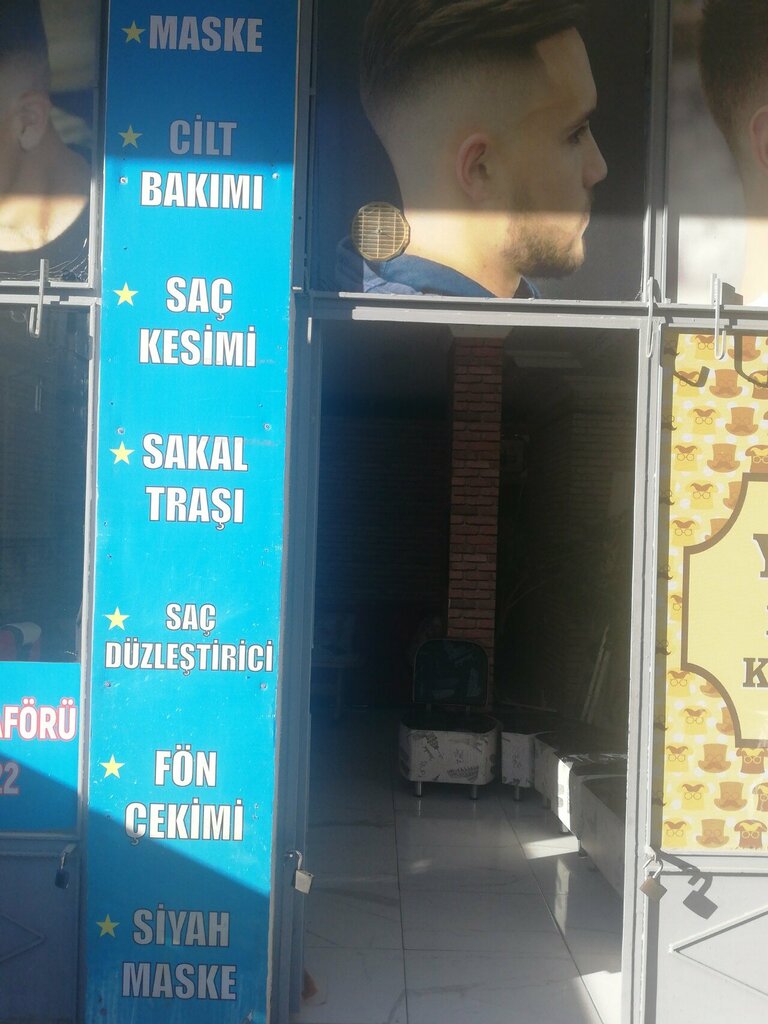 MASKE
CİLT
BAKIMI
SAÇ
KESİMİ
SAKAL
TRAŞI
SAÇ
DÜZLEŞTİRİCİ
FÖN
ÇEKİMİ
SİYAH
MASKE
AFÖRÜ
22
Y
K